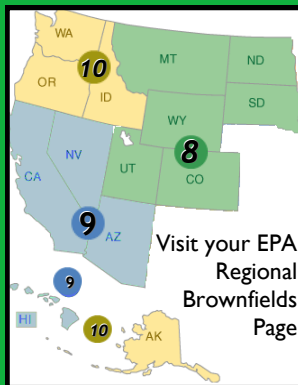 WA
10
MT
ND
OR
ID
SD
WY
8
NV
CA
UT
CO
9
AZ
Visit your EPA
Regional
Brownfields
Page
9
HI
10
AK